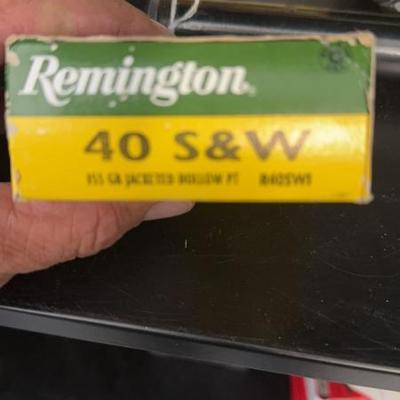 Remington.
40 S&W
155 GR JACKETED HOLLOW PT R40SW1